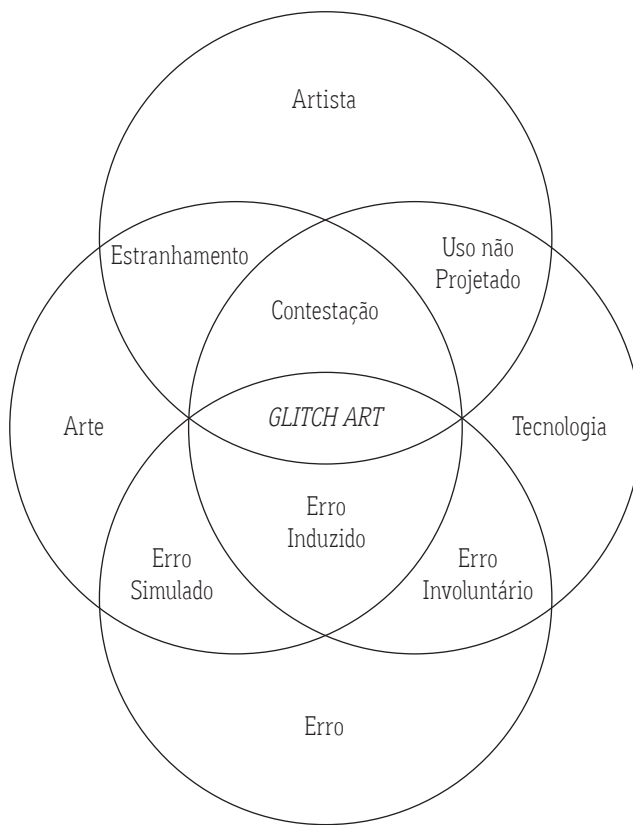 Artista
Estranhamento
Uso não
Projetado
Contestação
Arte
GLITCH ART
Tecnologia
Erro
Induzido
Erro
Simulado
Erro
Involuntário
Erro